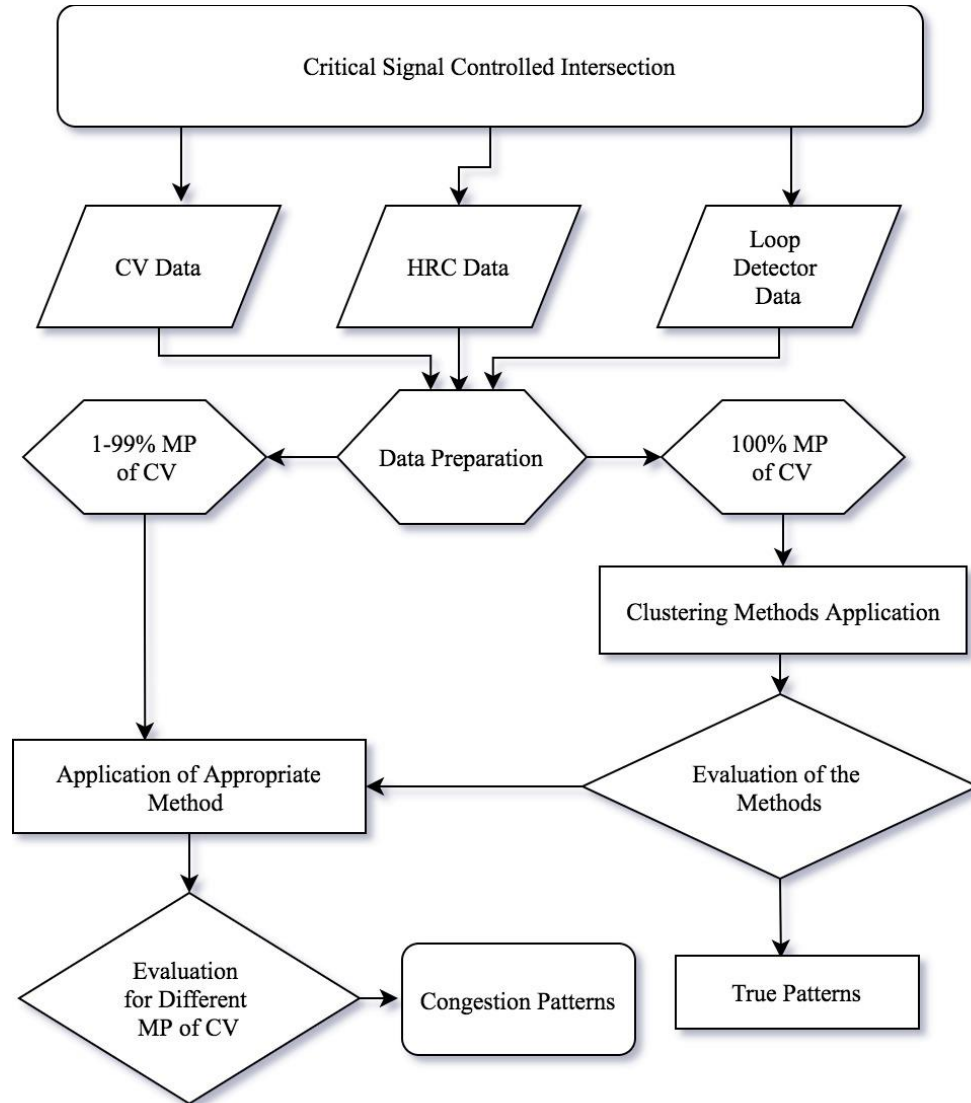 Critical Signal Controlled Intersection
CV Data
HRC Data
Loop
Detector
Data
1-99% MP
of CV
Data Preparation
100% MP
of CV
Clustering Methods Application
Application of Appropriate
Method
Evaluation of the
Methods
Evaluation
for Different
MP of CV
Congestion Patterns
True Patterns